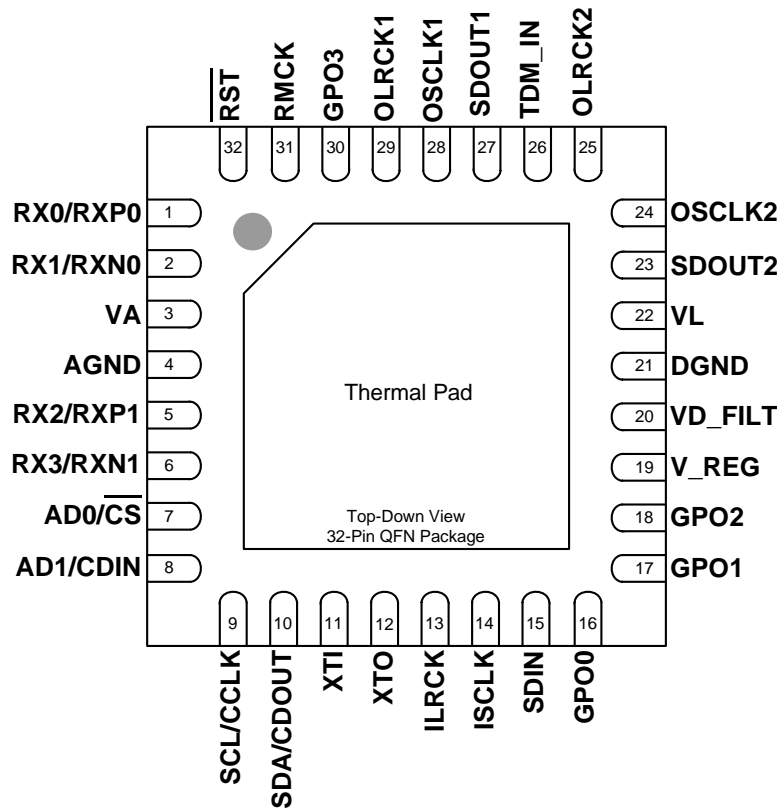 RST
RMCK
GPO3
OLRCK1
OSCLK1
SDOUT1
TDM_IN
OLRCK2
32
31
30
29
28
27
26
25
RX0/RXP0
1
RX1/RXN0
2
VA
3
AGND
4
RX2/RXP1
5
RX3/RXN1
6
AD0/CS
7
AD1/CDIN
8
Thermal Pad
Top-Down View
32-Pin QFN Package
24
OSCLK2
23
SDOUT2
22
VL
21
DGND
20
VD_FILT
19
V_REG
18
GPO2
17
GPO1
9
10
11
12
13
14
15
16
SCL/CCLK
SDA/CDOUT
XTI
XTO
ILRCK
ISCLK
SDIN
GPO0